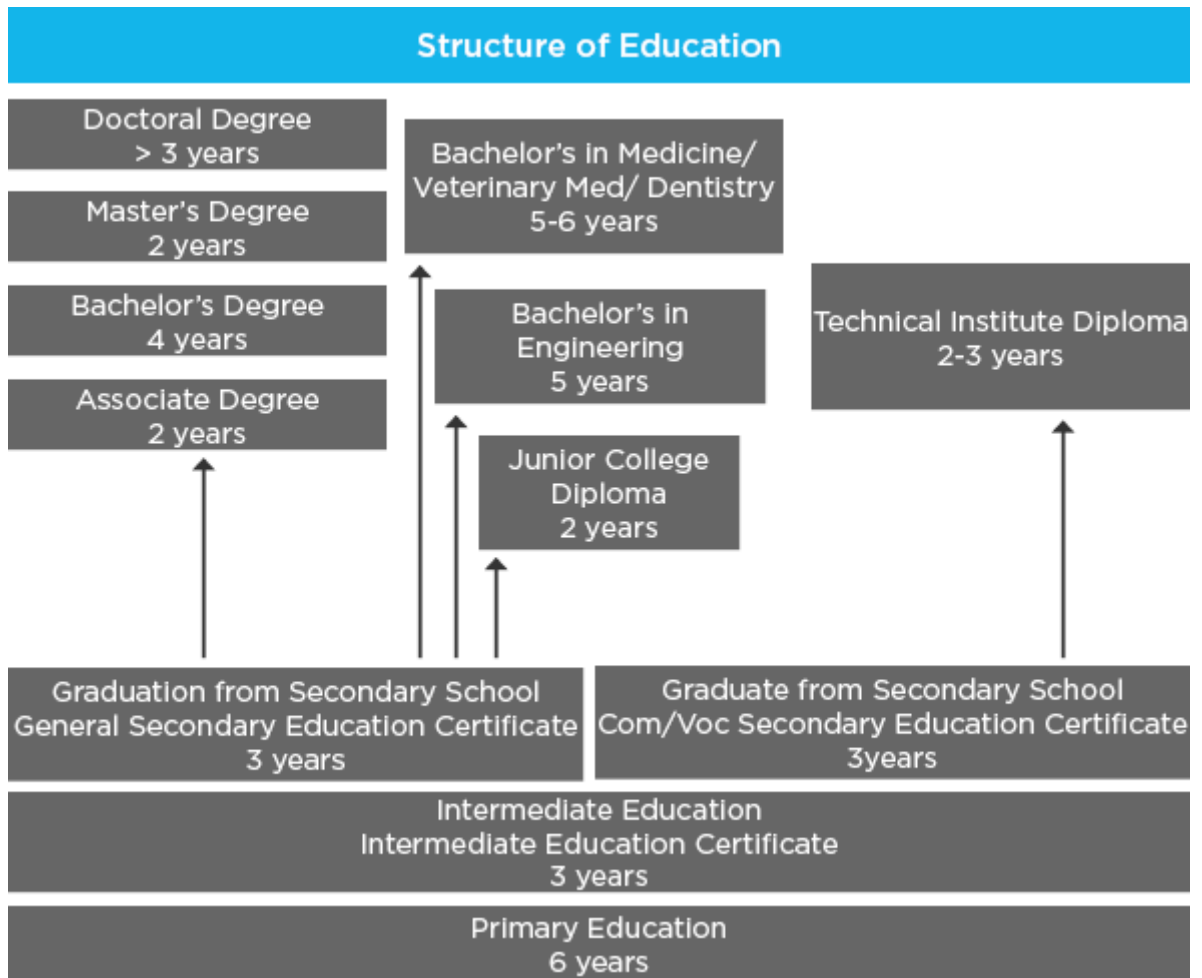 Structure of Education
Doctoral Degree
> 3 years
Master's Degree
2 years
Bachelor's Degree
4 years
Associate Degree
2 years
Bachelor's in Medicine/
Veterinary Med/ Dentistry
5-6 years
Bachelor's in
Engineering
5 years
Junior College
Diploma
2 years
Technical Institute Diploma
2-3 years
Graduation from Secondary School
General Secondary Education Certificate
3 years
Graduate from Secondary School
Com/Voc Secondary Education Certificate
3years
Intermediate Education
Intermediate Education Certificate
3 years
Primary Education
6 years